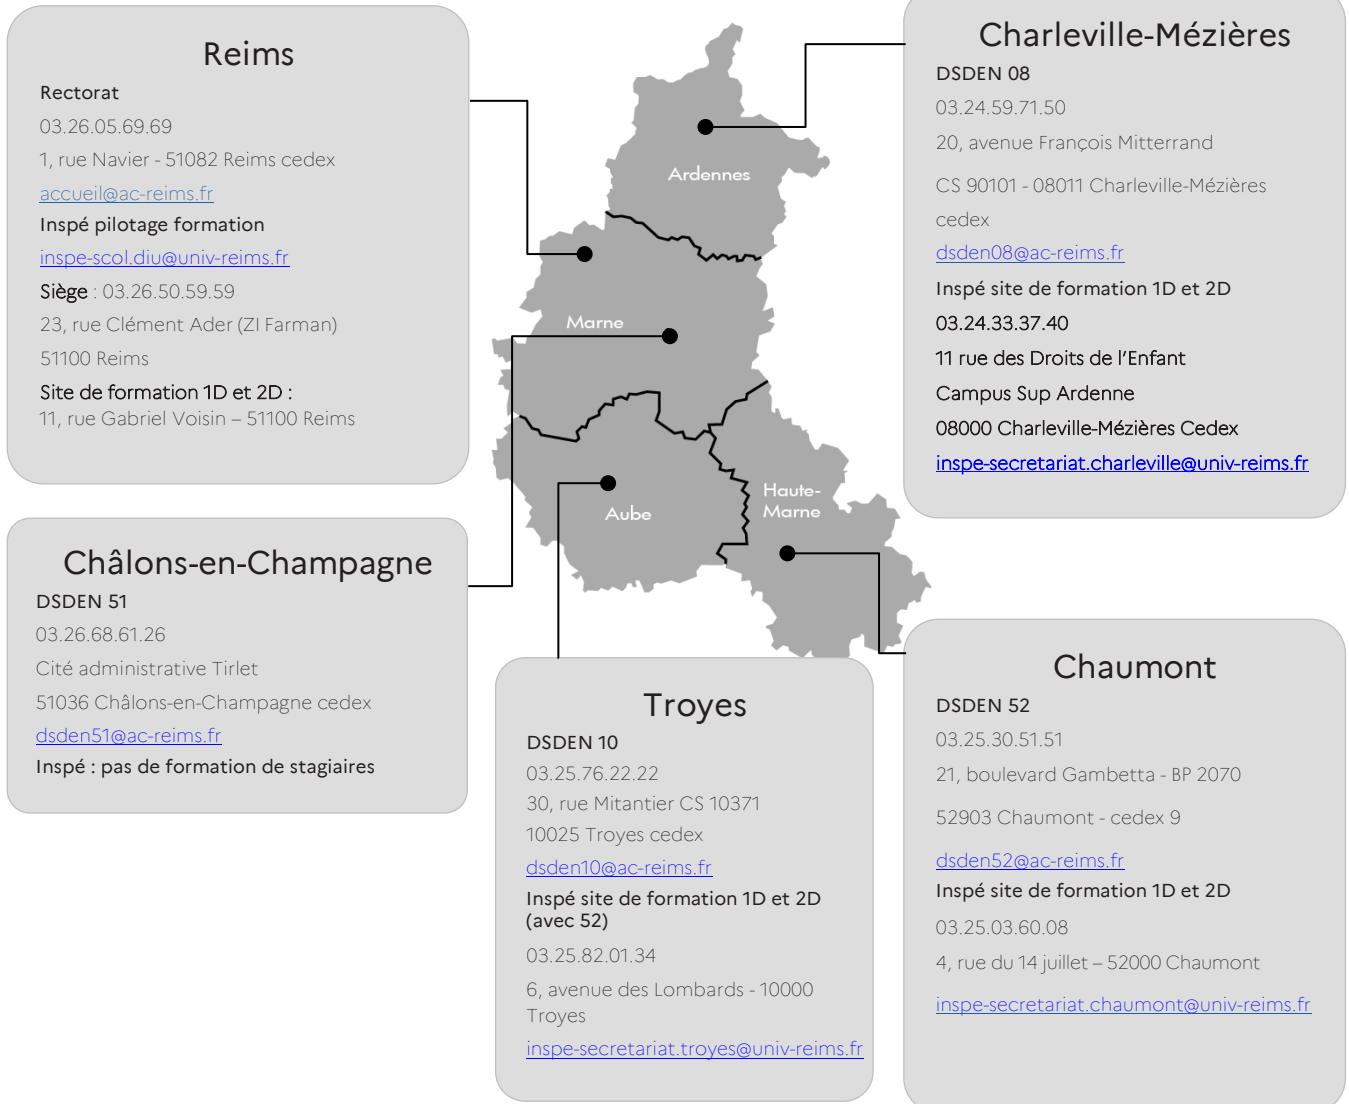 Reims
Rectorat
03.26.05.69.69
1, rue Navier - 51082 Reims cedex
accueil@ac-reims.fr
Inspé pilotage formation
inspe-scol.diu@univ-reims.fr
Siège : 03.26.50.59.59
23, rue Clément Ader (ZI Farman)
51100 Reims
Site de formation 1D et 2D :
11, rue Gabriel Voisin – 51100 Reims
Châlons-en-Champagne
DSDEN 51
03.26.68.61.26
Cité administrative Tirlet
51036 Châlons-en-Champagne cedex
dsden51@ac-reims.fr
Inspé : pas de formation de stagiaires
Ardennes
Marne
Aube
Haute-
Marne
Troyes
DSDEN 10
03.25.76.22.22
30, rue Mitantier CS 10371
10025 Troyes cedex
dsden10@ac-reims.fr
Inspé site de formation 1D et 2D
(avec 52)
03.25.82.01.34
6, avenue des Lombards - 10000
Troyes
inspe-secretariat.troyes@univ-reims.fr
Charleville-Mézières
DSDEN 08
03.24.59.71.50
20, avenue François Mitterrand
CS 90101 - 08011 Charleville-Mézières
cedex
dsden08@ac-reims.fr
Inspé site de formation 1D et 2D
03.24.33.37.40
11 rue des Droits de l’Enfant
Campus Sup Ardenne
08000 Charleville-Mézières Cedex
inspe-secretariat.charleville@univ-reims.fr
Chaumont
DSDEN 52
03.25.30.51.51
21, boulevard Gambetta - BP 2070
52903 Chaumont - cedex 9
dsden52@ac-reims.fr
Inspé site de formation 1D et 2D
03.25.03.60.08
4, rue du 14 juillet – 52000 Chaumont
inspe-secretariat.chaumont@univ-reims.fr